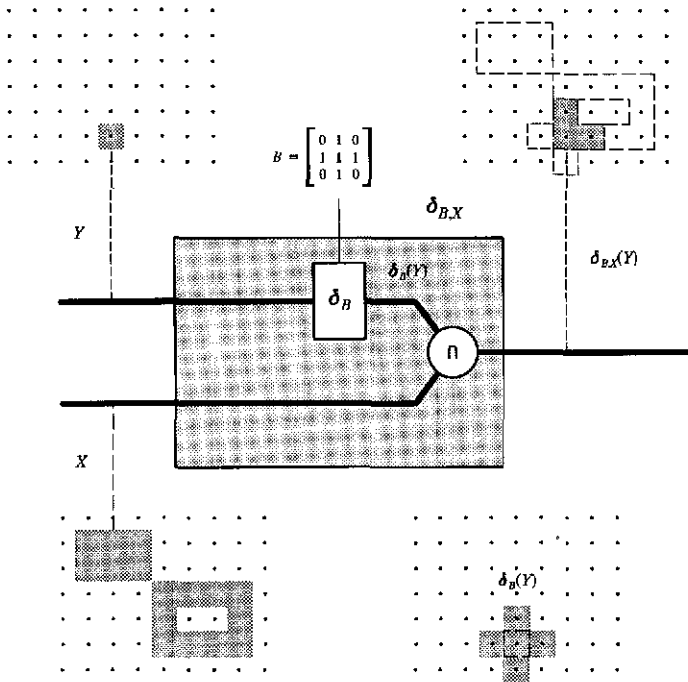 B = [ 0 1 0
1 1 1
0 1 0 ]
δ_{B,X}
Y
δ_B(Y)
δ_{B,X}(Y)
δ_B
∩
X
δ_B(Y)